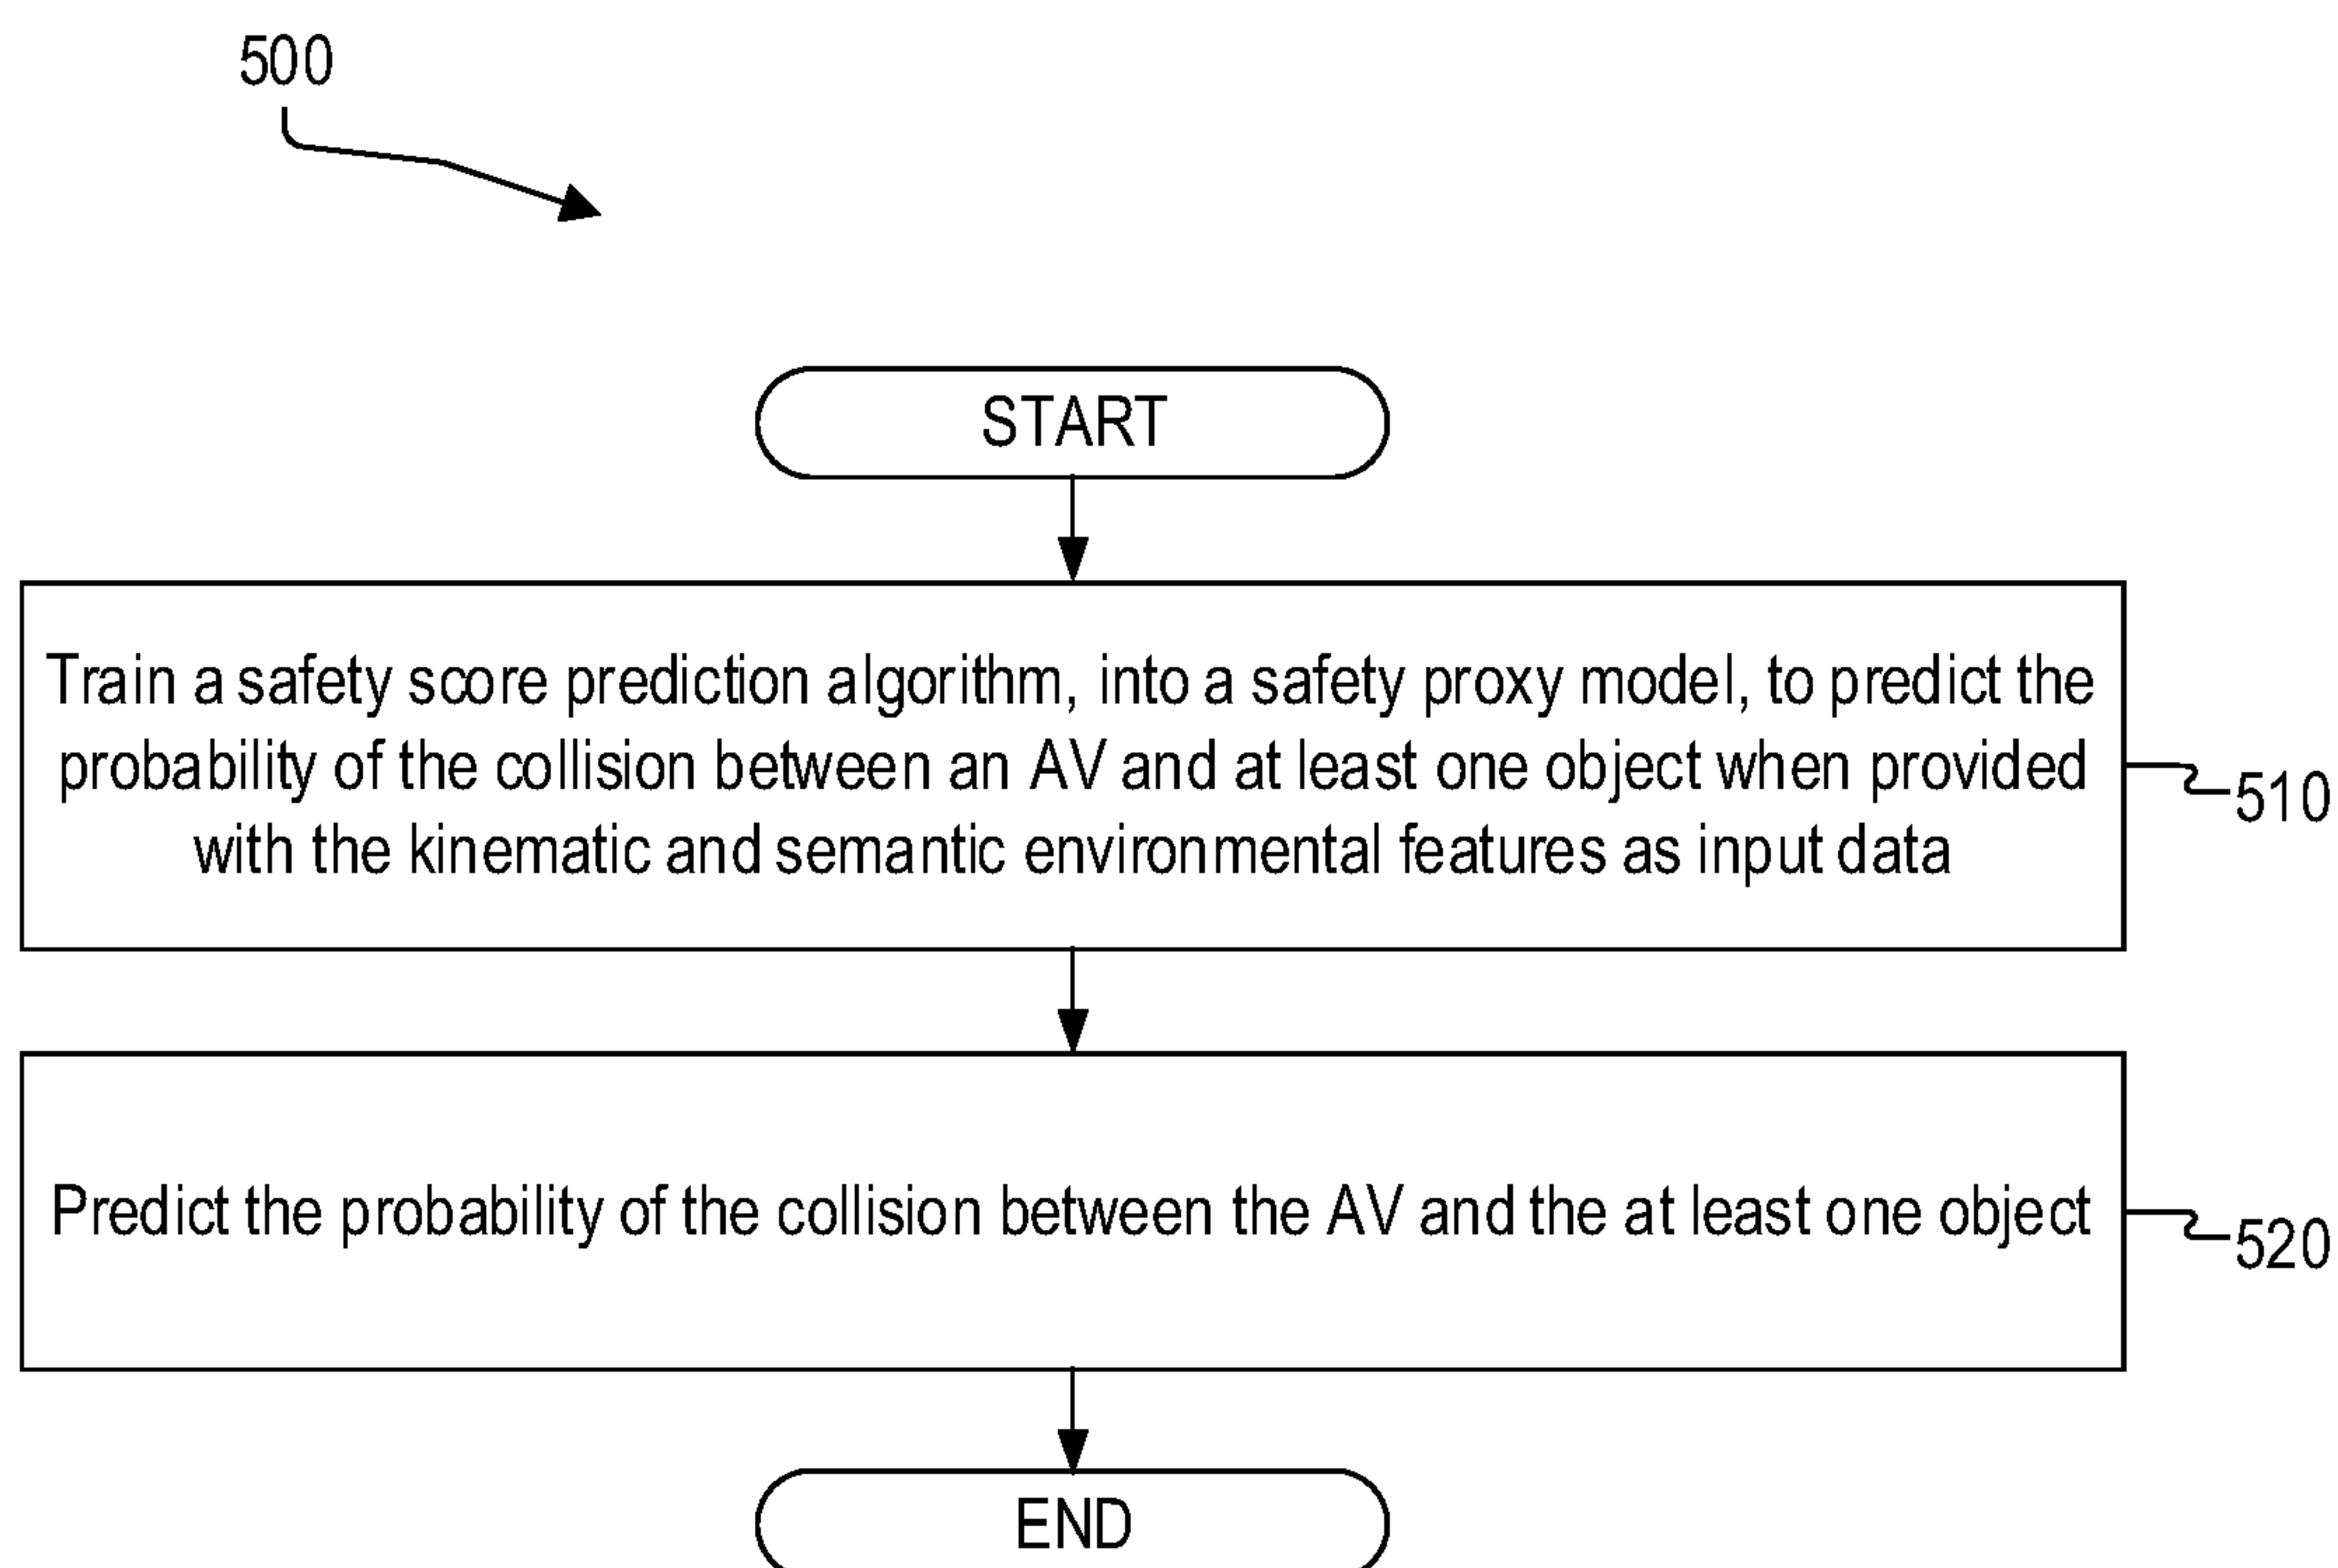 500
START
Train a safety score prediction algorithm, into a safety proxy model, to predict the
probability of the collision between an AV and at least one object when provided
with the kinematic and semantic environmental features as input data
510
Predict the probability of the collision between the AV and the at least one object
520
END